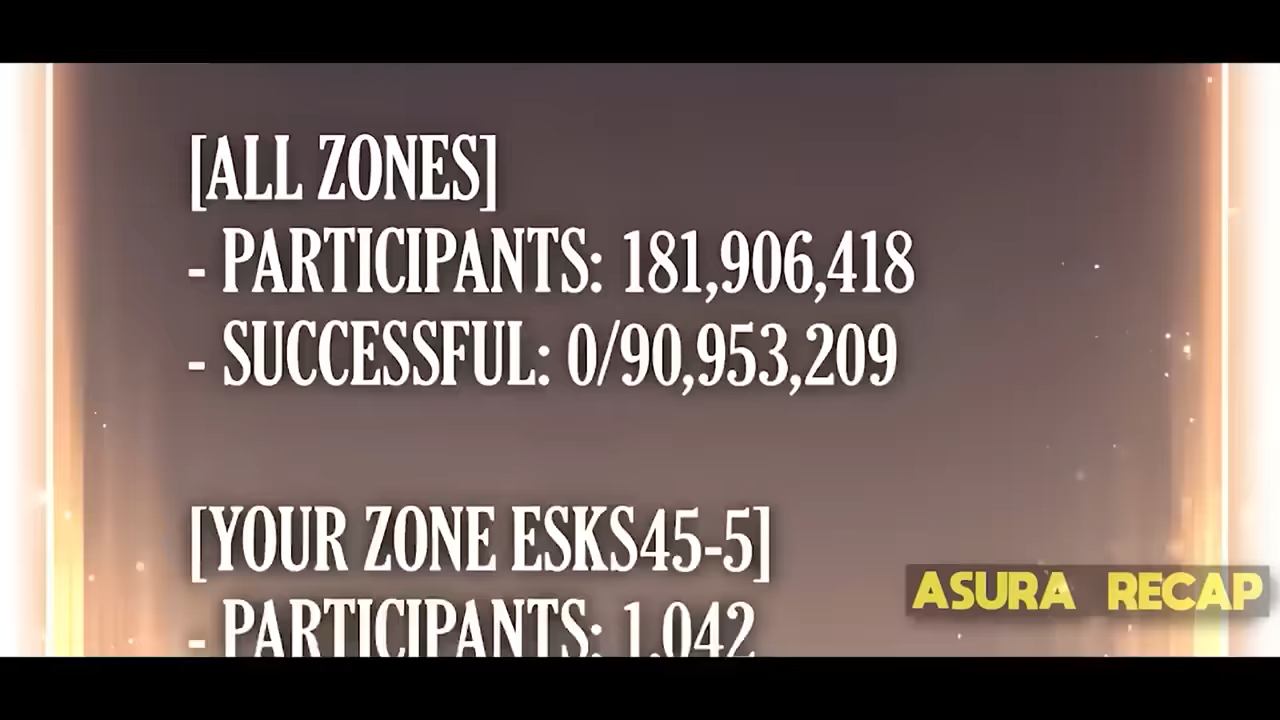 [ALL ZONES]
- PARTICIPANTS: 181,906,418
- SUCCESSFUL: 0/90,953,209
[YOUR ZONE ESKS45-5]
- PARTICIPANTS: 1,042
ASURA RECAP